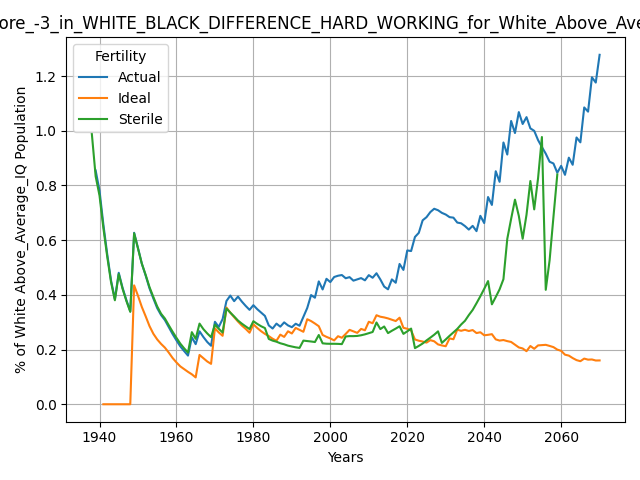 ore_-3_in_WHITE_BLACK_DIFFERENCE_HARD_WORKING_for_White_Above_Ave
Fertility
Actual
Ideal
Sterile
% of White Above_Average_IQ Population
1.2
1.0
0.8
0.6
0.4
0.2
0.0
1940 1960 1980 2000 2020 2040 2060
Years